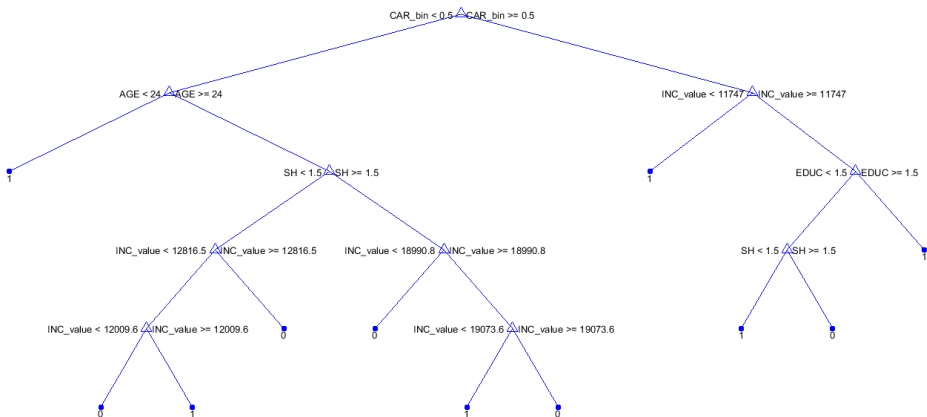 CAR_bin < 0.5 CAR_bin >= 0.5
AGE < 24 AGE >= 24
INC_value < 11747 INC_value >= 11747
1
SH < 1.5 SH >= 1.5
1
EDUC < 1.5 EDUC >= 1.5
INC_value < 12816.5 INC_value >= 12816.5
INC_value < 18990.8 INC_value >= 18990.8
SH < 1.5 SH >= 1.5
1
INC_value < 12009.6 INC_value >= 12009.6
0
0
INC_value < 19073.6 INC_value >= 19073.6
1
0
0
1
1
0